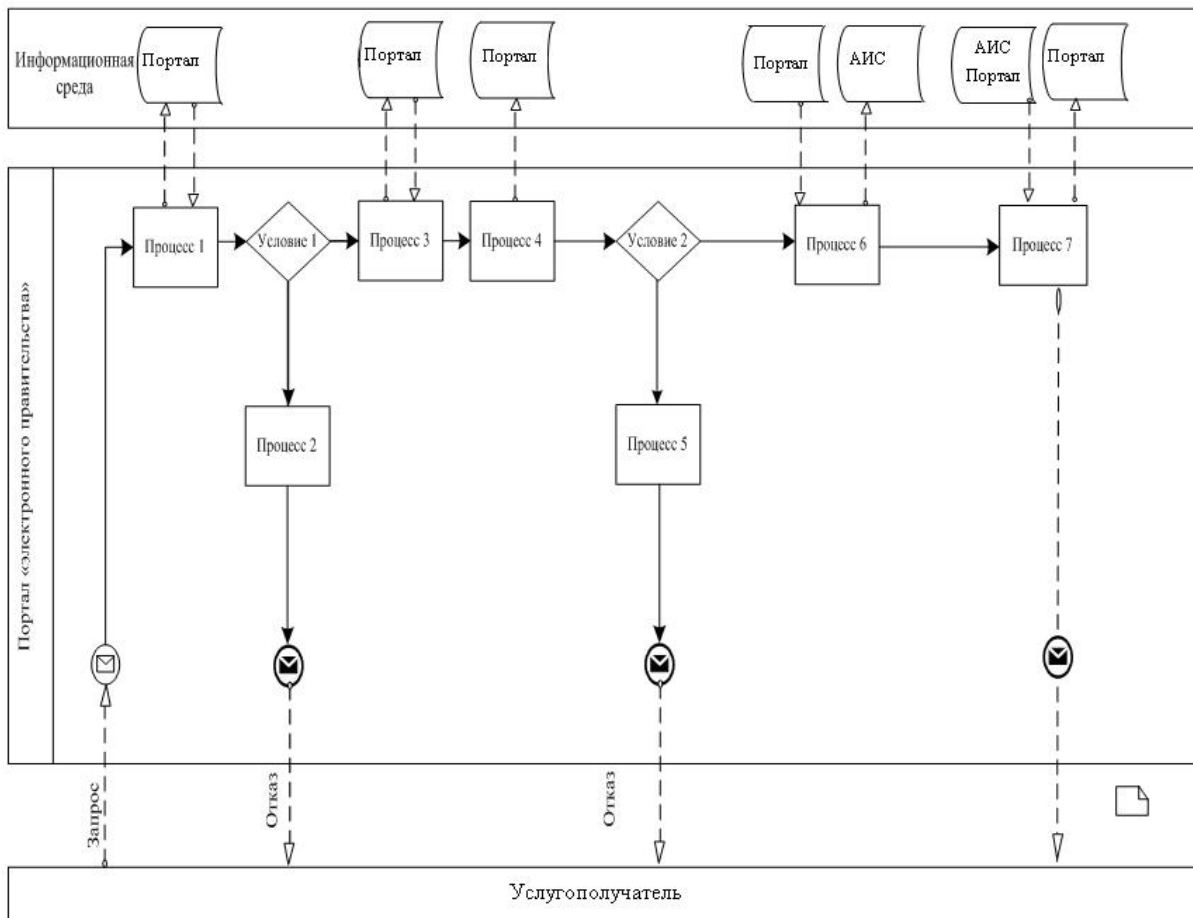 Информационная
среда
Портал
Портал
Портал
Портал
АИС
АИС
Портал
Портал
Портал «электронного правительства»
Процесс 1
Условие 1
Процесс 3
Процесс 4
Условие 2
Процесс 6
Процесс 7
Процесс 2
Процесс 5
Запрос
Отказ
Отказ
Услугополучатель